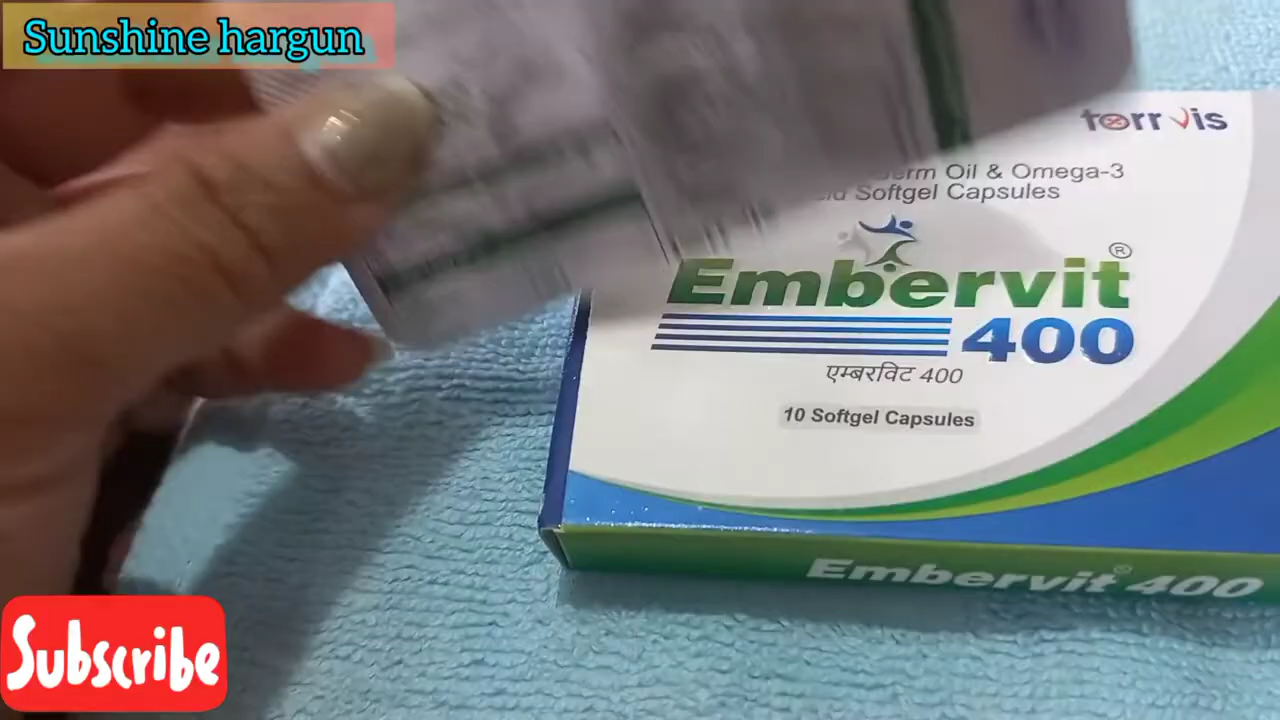 Sunshine hargun
torrvis
Oil & Omega-3
Softgel Capsules
Embervit®
400
एम्बरविट 400
10 Softgel Capsules
Embervit® 400
Subscribe